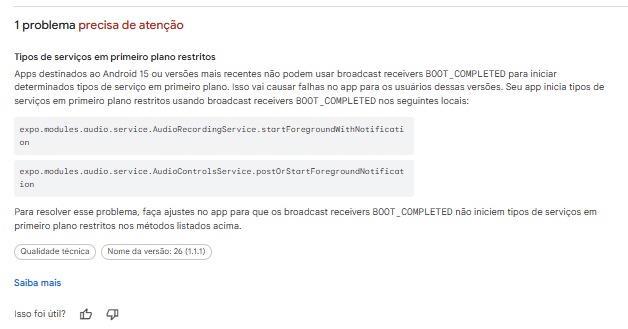 1 problema precisa de atenção
Tipos de serviços em primeiro plano restritos
Apps destinados ao Android 15 ou versões mais recentes não podem usar broadcast receivers BOOT_COMPLETED para iniciar
determinados tipos de serviço em primeiro plano. Isso vai causar falhas no app para os usuários dessas versões. Seu app inicia tipos de
serviços em primeiro plano restritos usando broadcast receivers BOOT_COMPLETED nos seguintes locais:
expo.modules.audio.service.AudioRecordingService.startForegroundWithNotificati
on
expo.modules.audio.service.AudioControlsService.postOrStartForegroundNotificat
ion
Para resolver esse problema, faça ajustes no app para que os broadcast receivers BOOT_COMPLETED não iniciem tipos de serviços em
primeiro plano restritos nos métodos listados acima.
Qualidade técnica Nome da versão: 26 (1.1.1)
Saiba mais
Isso foi útil?